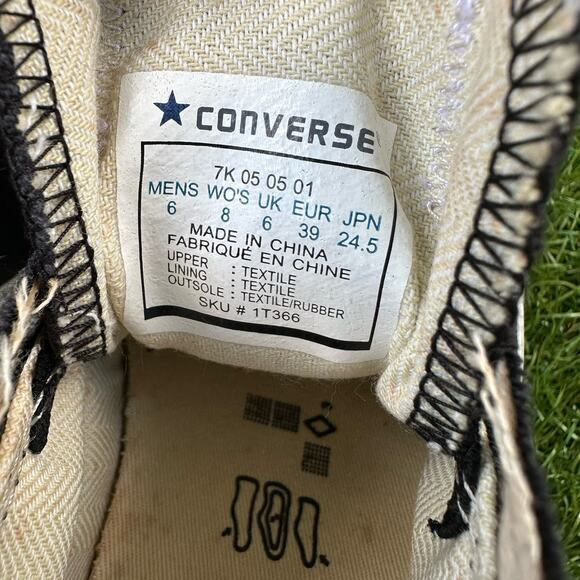 CONVERSE
7K 05 05 01
MENS WO'S UK EUR JPN
6 8 6 39 24.5
MADE IN CHINA
FABRIQUÉ EN CHINE
UPPER : TEXTILE
LINING : TEXTILE
OUTSOLE : TEXTILE/RUBBER
SKU # 1T366